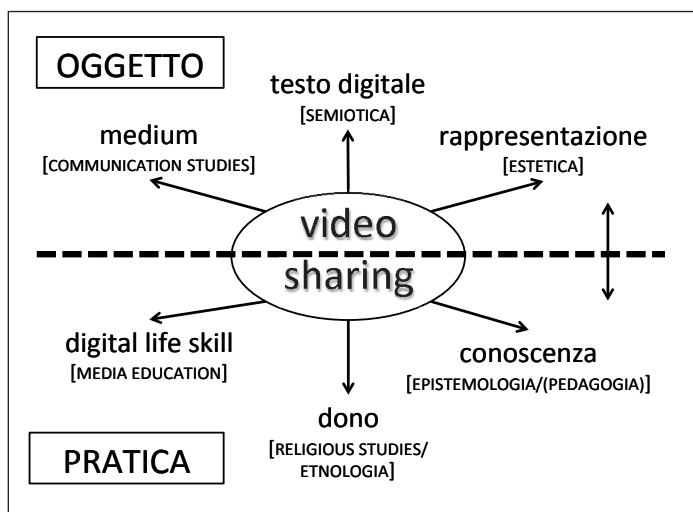 OGGETTO
testo digitale
[SEMIOTICA]
medium
[COMMUNICATION STUDIES]
rappresentazione
[ESTETICA]
video
sharing
digital life skill
[MEDIA EDUCATION]
conoscenza
[EPISTEMOLOGIA/(PEDAGOGIA)]
dono
[RELIGIOUS STUDIES/
ETNOLOGIA]
PRATICA